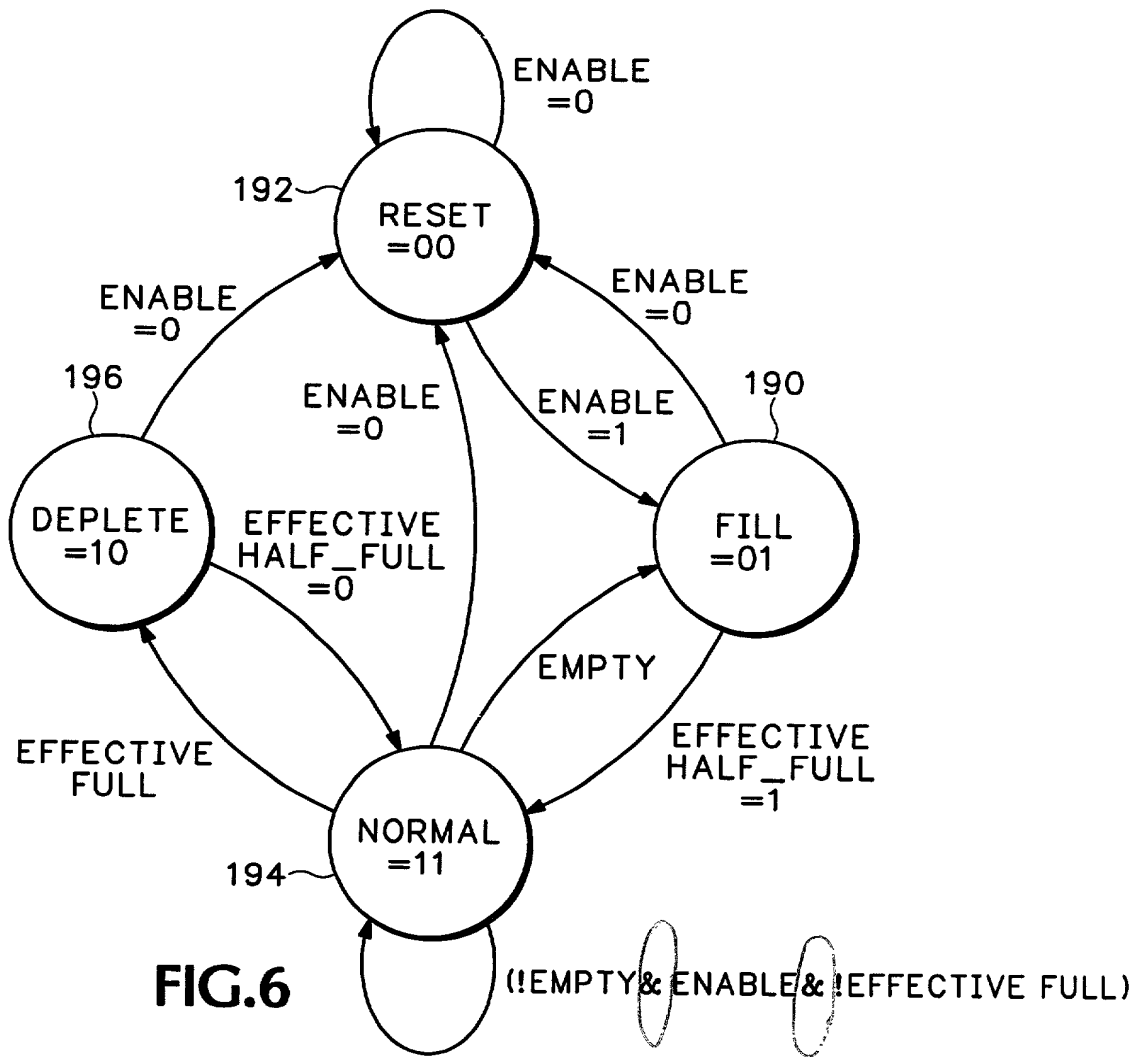 ENABLE
=0
192
RESET
=00
ENABLE
=0
ENABLE
=0
196
190
ENABLE
=0
ENABLE
=1
DEPLETE
=10
EFFECTIVE
HALF_FULL
=0
FILL
=01
EMPTY
EFFECTIVE
FULL
EFFECTIVE
HALF_FULL
=1
NORMAL
=11
194
FIG.6
(!EMPTY & ENABLE & !EFFECTIVE FULL)